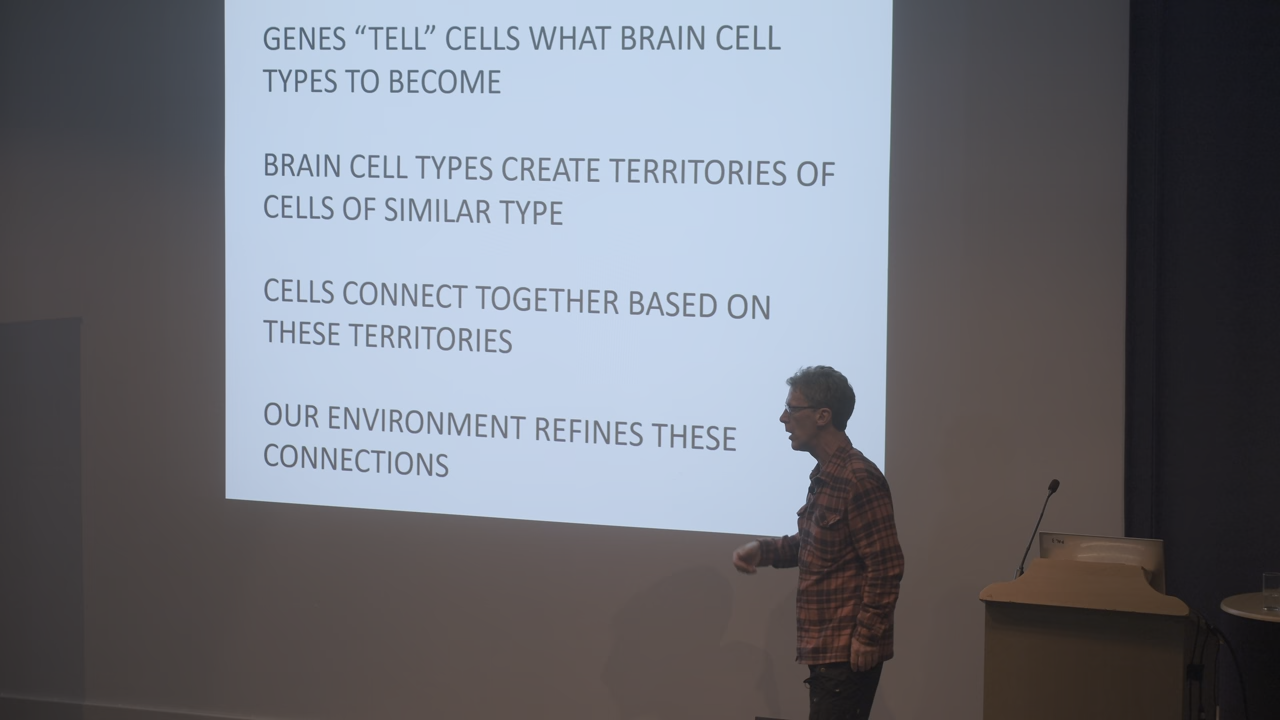 GENES “TELL” CELLS WHAT BRAIN CELL
TYPES TO BECOME
BRAIN CELL TYPES CREATE TERRITORIES OF
CELLS OF SIMILAR TYPE
CELLS CONNECT TOGETHER BASED ON
THESE TERRITORIES
OUR ENVIRONMENT REFINES THESE
CONNECTIONS